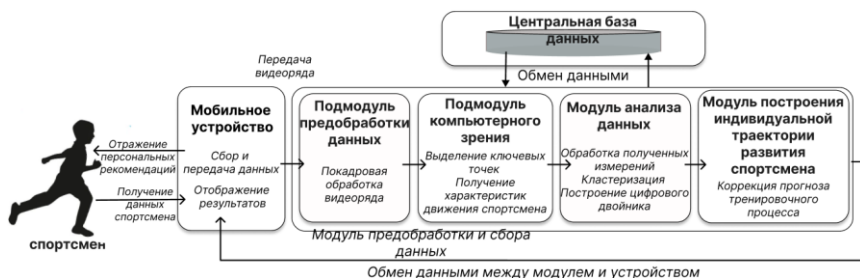 Центральная база
данных
Передача
видеоряда
Обмен данными
Мобильное
устройство
Сбор и
передача данных
Отображение
результатов
Подмодуль
предобработки
данных
Покадровая
обработка
видеоряда
Подмодуль
компьютерного
зрения
Выделение ключевых
точек
Получение
характеристик
движения спортсмена
Модуль анализа
данных
Обработка полученных
измерений
Кластеризация
Построение цифрового
двойника
Модуль построения
индивидуальной
траектории
развития
спортсмена
Коррекция прогноза
тренировочного
процесса
Отражение
персональных
рекомендаций
Получение
данных
спортсмена
спортсмен
Модуль предобработки и сбора
данных
Обмен данными между модулем и устройством